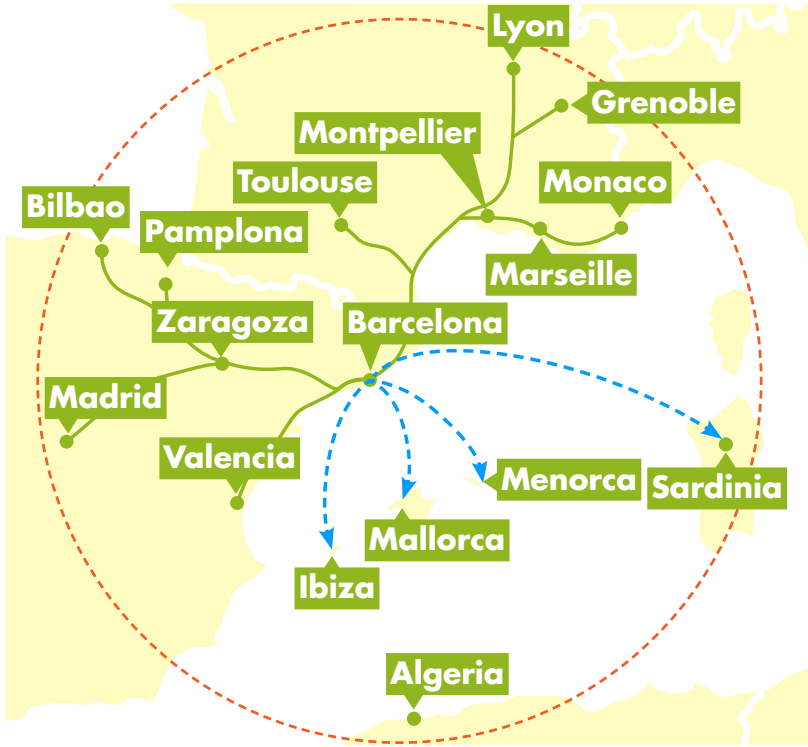 Lyon
Grenoble
Montpellier
Toulouse
Monaco
Bilbao
Pamplona
Marseille
Zaragoza
Barcelona
Madrid
Valencia
Menorca
Sardinia
Mallorca
Ibiza
Algeria